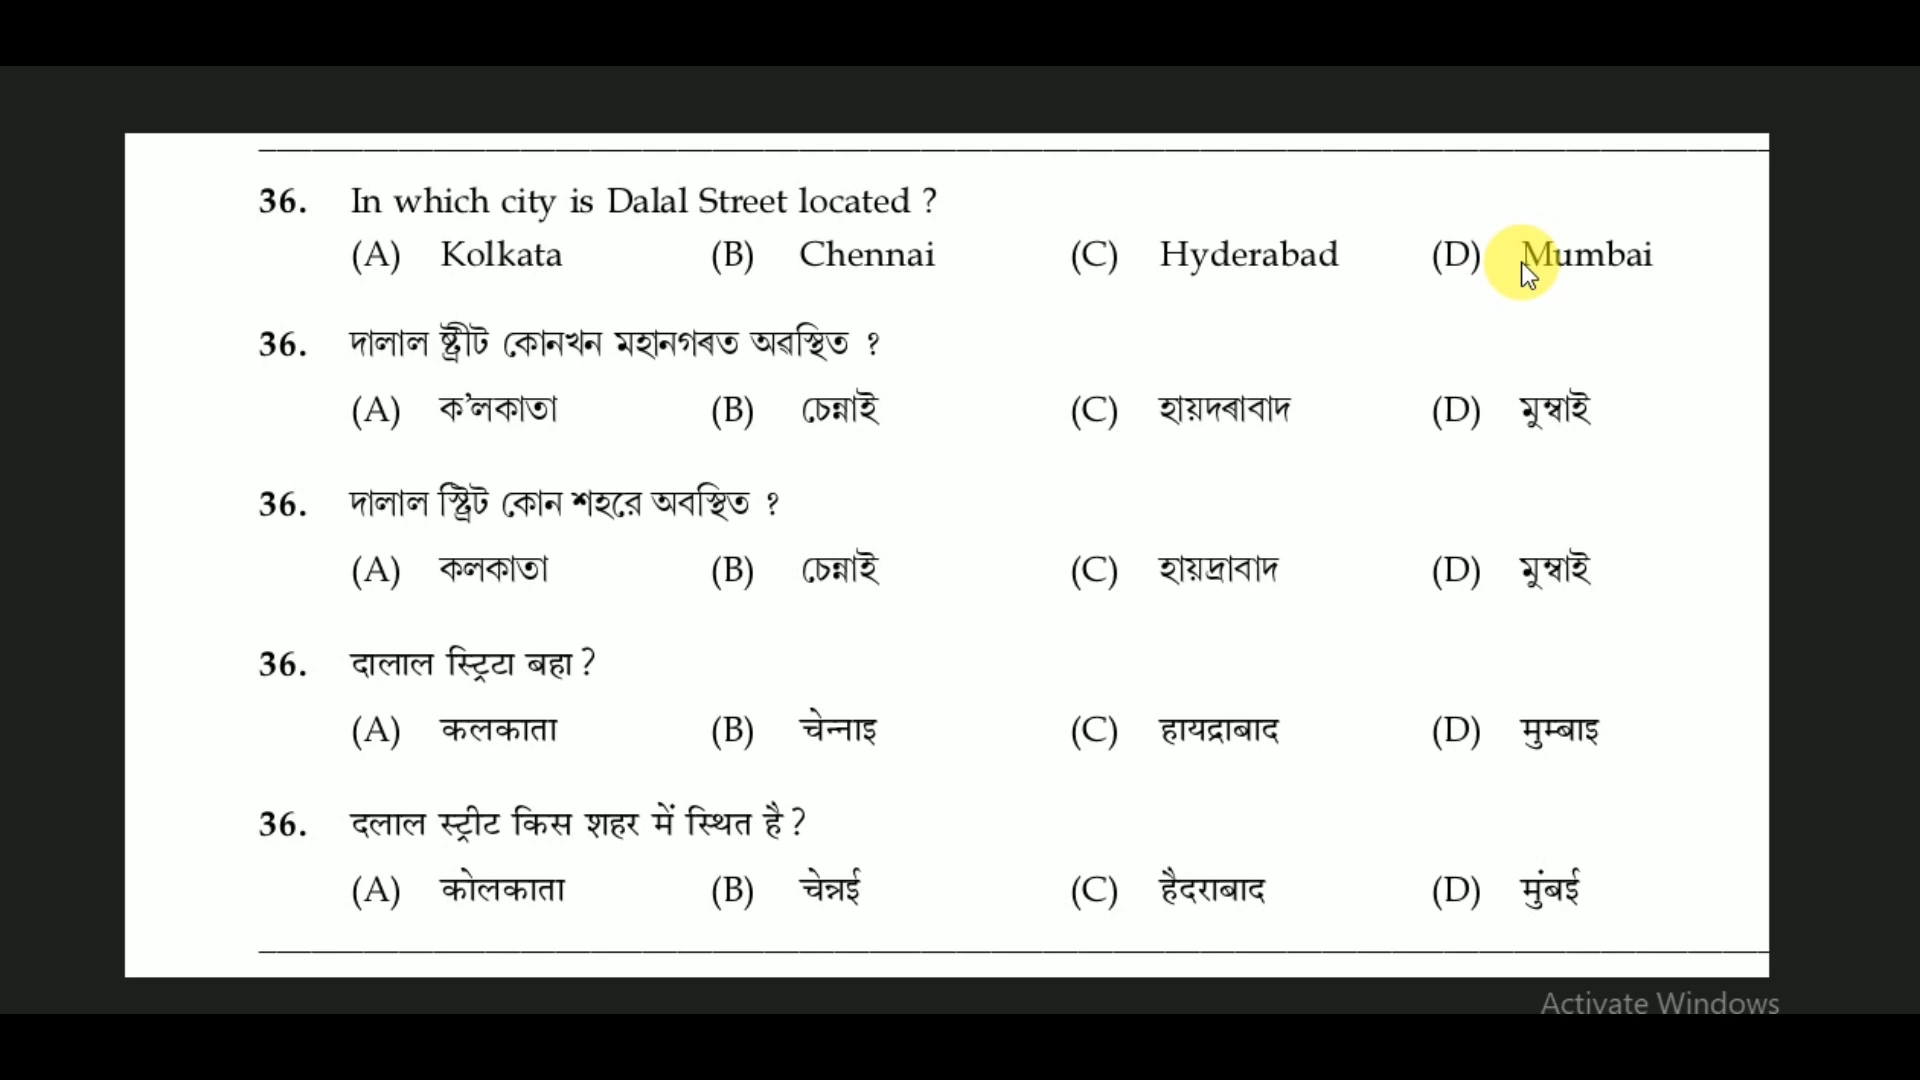 36. In which city is Dalal Street located ?
(A) Kolkata (B) Chennai (C) Hyderabad (D) Mumbai
36. দালাল ষ্ট্ৰীট কোনখন মহানগৰত অৱস্থিত ?
(A) ক'লকাতা (B) চেন্নাই (C) হায়দৰাবাদ (D) মুম্বাই
36. দালাল স্ট্রিট কোন শহরে অবস্থিত ?
(A) কলকাতা (B) চেন্নাই (C) হায়দ্রাবাদ (D) মুম্বাই
36. दालाल स्ट्रिटा बहा ?
(A) कलकाता (B) चेन्नाइ (C) हायद्राबाद (D) मुम्बाइ
36. दलाल स्ट्रीट किस शहर में स्थित है ?
(A) कोलकाता (B) चेन्नई (C) हैदराबाद (D) मुंबई
Activate Windows